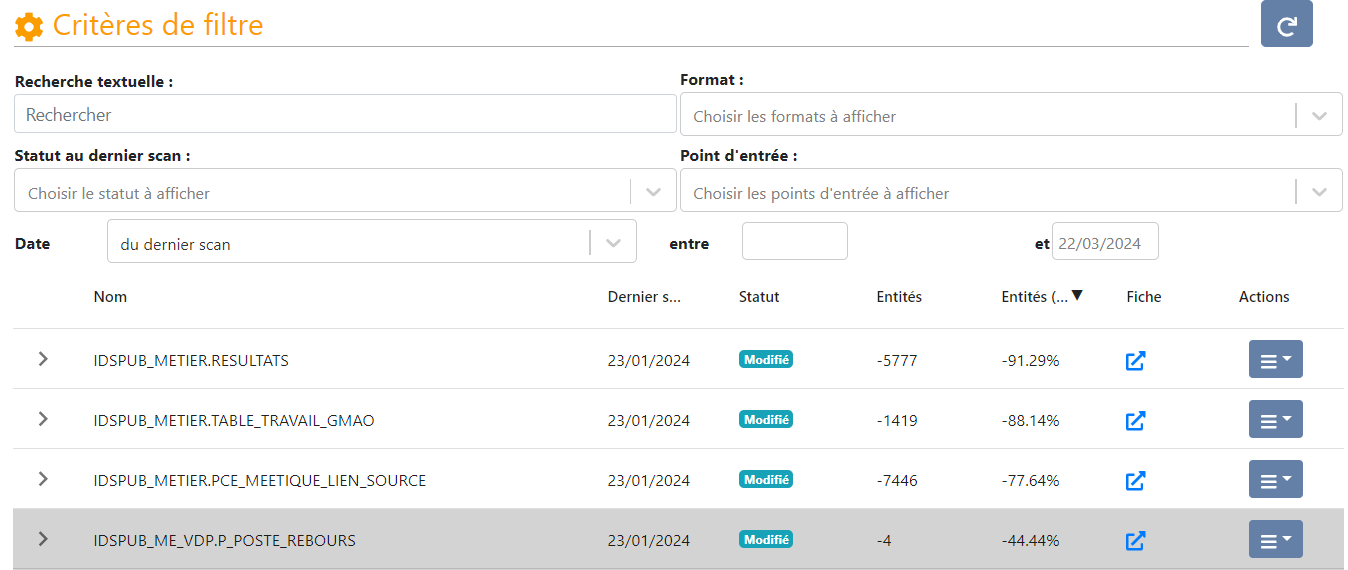 Critères de filtre
Recherche textuelle :
Format :
Rechercher
Choisir les formats à afficher
Statut au dernier scan :
Point d'entrée :
Choisir le statut à afficher
Choisir les points d'entrée à afficher
Date du dernier scan entre et 22/03/2024
Nom Dernier s... Statut Entités Entités (... ▼ Fiche Actions
IDSPUB_METIER.RESULTATS 23/01/2024 Modifié -5777 -91.29%
IDSPUB_METIER.TABLE_TRAVAIL_GMAO 23/01/2024 Modifié -1419 -88.14%
IDSPUB_METIER.PCE_MEETIQUE_LIEN_SOURCE 23/01/2024 Modifié -7446 -77.64%
IDSPUB_ME_VDP.P_POSTE_REBOURS 23/01/2024 Modifié -4 -44.44%